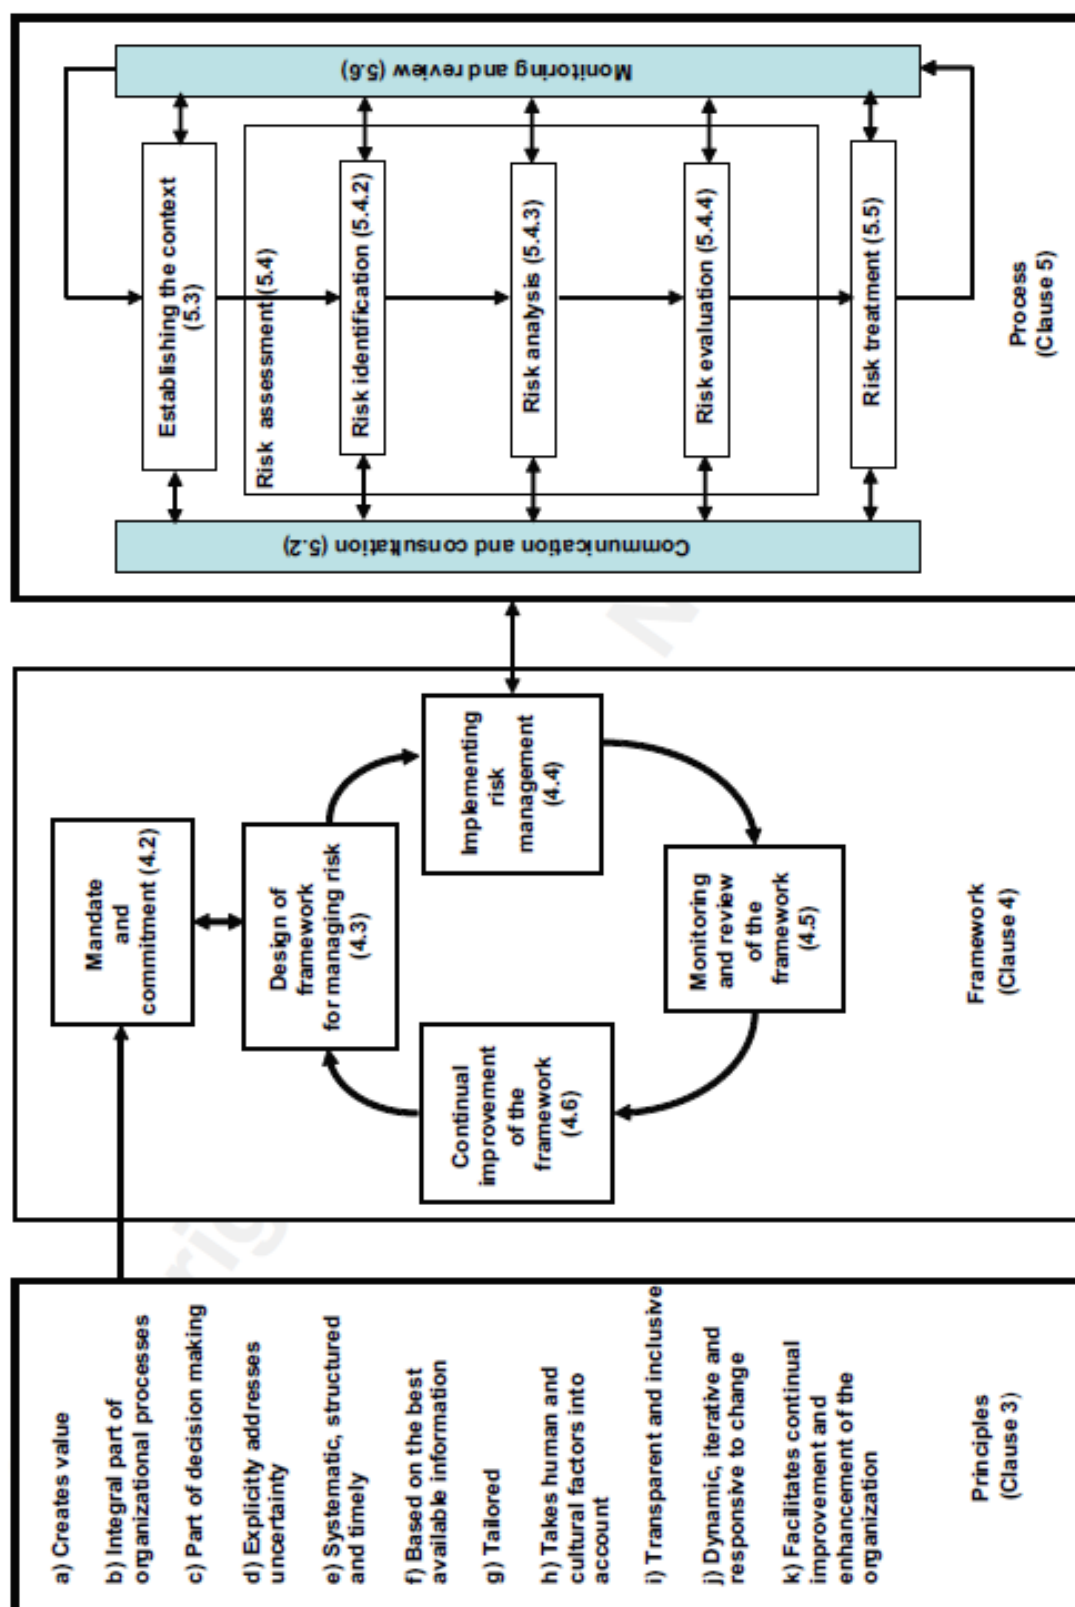 a) Creates value
b) Integral part of
organizational processes
c) Part of decision making
d) Explicitly addresses
uncertainty
e) Systematic, structured
and timely
f) Based on the best
available information
g) Tailored
h) Takes human and
cultural factors into
account
i) Transparent and inclusive
j) Dynamic, iterative and
responsive to change
k) Facilitates continual
improvement and
enhancement of the
organization
Principles
(Clause 3)
Mandate
and
commitment (4.2)
Design of
framework
for managing risk
(4.3)
Implementing
risk
management
(4.4)
Monitoring
and review
of the
framework
(4.5)
Continual
improvement
of the
framework
(4.6)
Framework
(Clause 4)
Communication and consultation (5.2)
Establishing the context
(5.3)
Risk assessment (5.4)
Risk identification (5.4.2)
Risk analysis (5.4.3)
Risk evaluation (5.4.4)
Risk treatment (5.5)
Monitoring and review (5.6)
Process
(Clause 5)